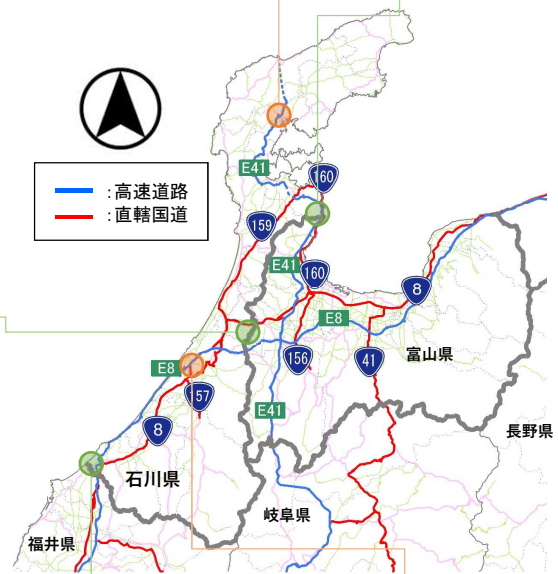 E41
160
:高速道路
:直轄国道
159
E41
160
8
E8
156
41
富山県
E8
157
E41
8
長野県
石川県
岐阜県
福井県